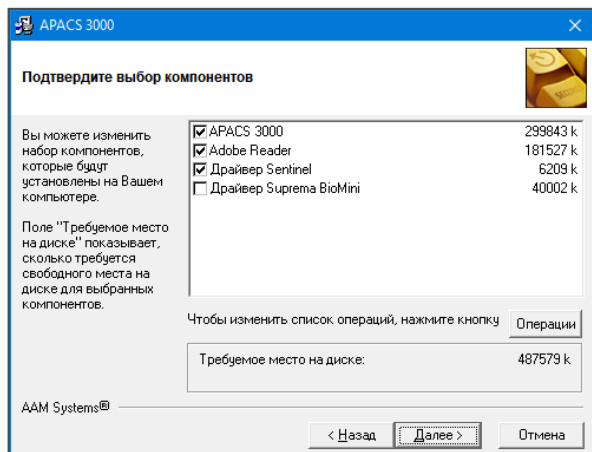 APACS 3000
Подтвердите выбор компонентов
Вы можете изменить
набор компонентов,
которые будут
установлены на Вашем
компьютере.
Поле "Требуемое место
на диске" показывает,
сколько требуется
свободного места на
диске для выбранных
компонентов.
APACS 3000 299843 k
Adobe Reader 181527 k
Драйвер Sentinel 6209 k
Драйвер Suprema BioMini 40002 k
Чтобы изменить список операций, нажмите кнопку Операции
Требуемое место на диске: 487579 k
AAM Systems®
< Назад Далее > Отмена